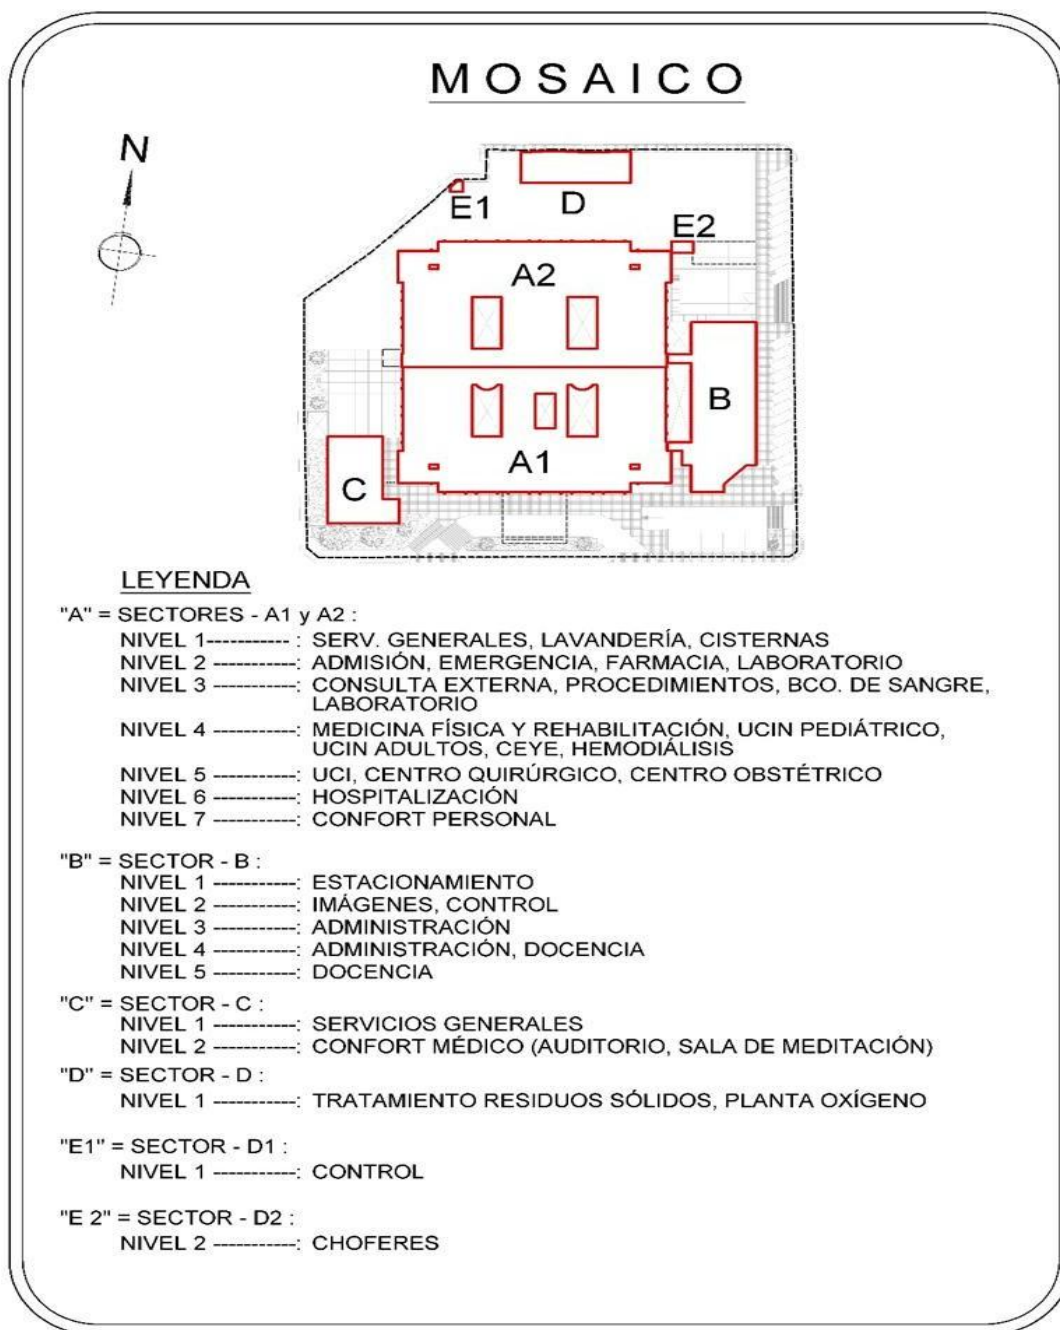 MOSAICO
N
E1
D
E2
A2
B
A1
C
LEYENDA
"A" = SECTORES - A1 y A2 :
NIVEL 1----------- : SERV. GENERALES, LAVANDERÍA, CISTERNAS
NIVEL 2 -----------: ADMISIÓN, EMERGENCIA, FARMACIA, LABORATORIO
NIVEL 3 -----------: CONSULTA EXTERNA, PROCEDIMIENTOS, BCO. DE SANGRE,
LABORATORIO
NIVEL 4 -----------: MEDICINA FÍSICA Y REHABILITACIÓN, UCIN PEDIÁTRICO,
UCIN ADULTOS, CEYE, HEMODIÁLISIS
NIVEL 5 -----------: UCI, CENTRO QUIRÚRGICO, CENTRO OBSTÉTRICO
NIVEL 6 -----------: HOSPITALIZACIÓN
NIVEL 7 -----------: CONFORT PERSONAL
"B" = SECTOR - B :
NIVEL 1 -----------: ESTACIONAMIENTO
NIVEL 2 -----------: IMÁGENES, CONTROL
NIVEL 3 -----------: ADMINISTRACIÓN
NIVEL 4 -----------: ADMINISTRACIÓN, DOCENCIA
NIVEL 5 -----------: DOCENCIA
"C" = SECTOR - C :
NIVEL 1 -----------: SERVICIOS GENERALES
NIVEL 2 -----------: CONFORT MÉDICO (AUDITORIO, SALA DE MEDITACIÓN)
"D" = SECTOR - D :
NIVEL 1 -----------: TRATAMIENTO RESIDUOS SÓLIDOS, PLANTA OXÍGENO
"E1" = SECTOR - D1 :
NIVEL 1 -----------: CONTROL
"E 2" = SECTOR - D2 :
NIVEL 2 -----------: CHOFERES